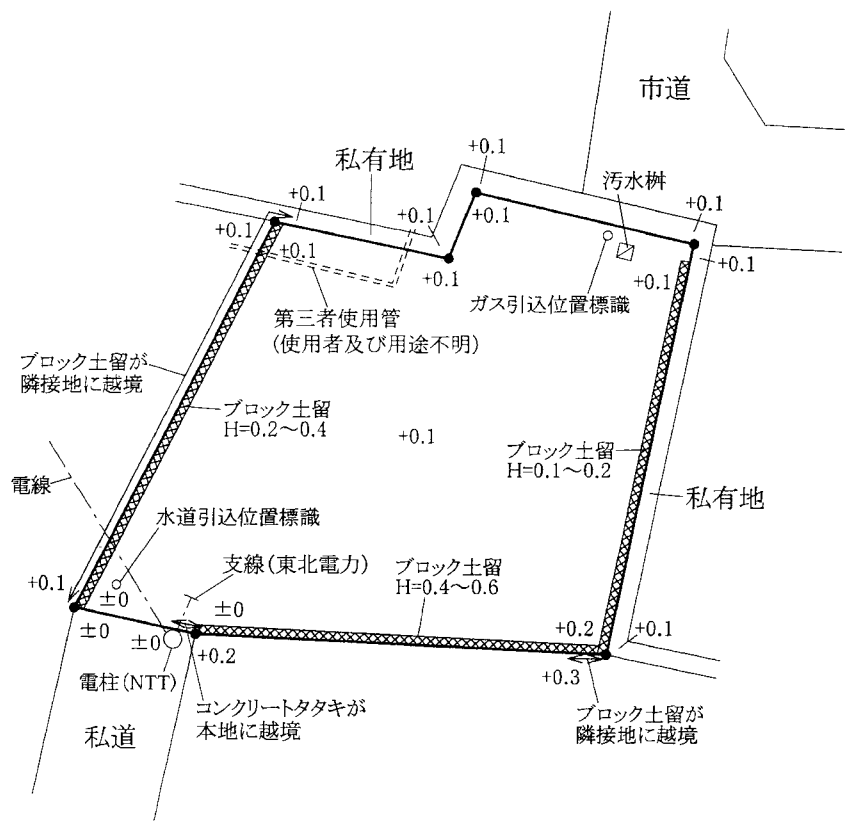 市道
+0.1
私有地
汚水桝
+0.1
+0.1
+0.1
+0.1
+0.1
+0.1
+0.1
+0.1
+0.1
+0.1
ガス引込位置標識
第三者使用管
(使用者及び用途不明)
ブロック土留が
隣接地に越境
ブロック土留
H=0.2〜0.4
+0.1
ブロック土留
H=0.1〜0.2
電線
私有地
水道引込位置標識
支線(東北電力)
ブロック土留
H=0.4〜0.6
+0.1
±0
±0
±0
±0
+0.2
+0.2
+0.1
+0.3
電柱(NTT)
コンクリートタタキが
本地に越境
ブロック土留が
隣接地に越境
私道